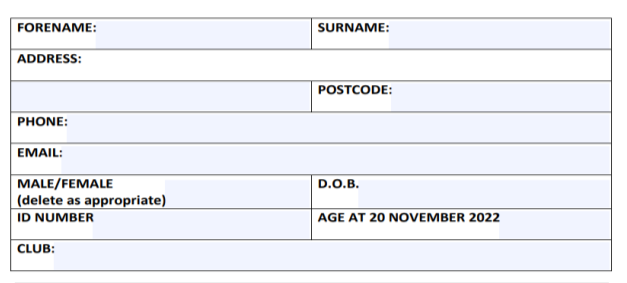 FORENAME: SURNAME:
ADDRESS:
POSTCODE:
PHONE:
EMAIL:
MALE/FEMALE D.O.B.
(delete as appropriate)
ID NUMBER AGE AT 20 NOVEMBER 2022
CLUB: